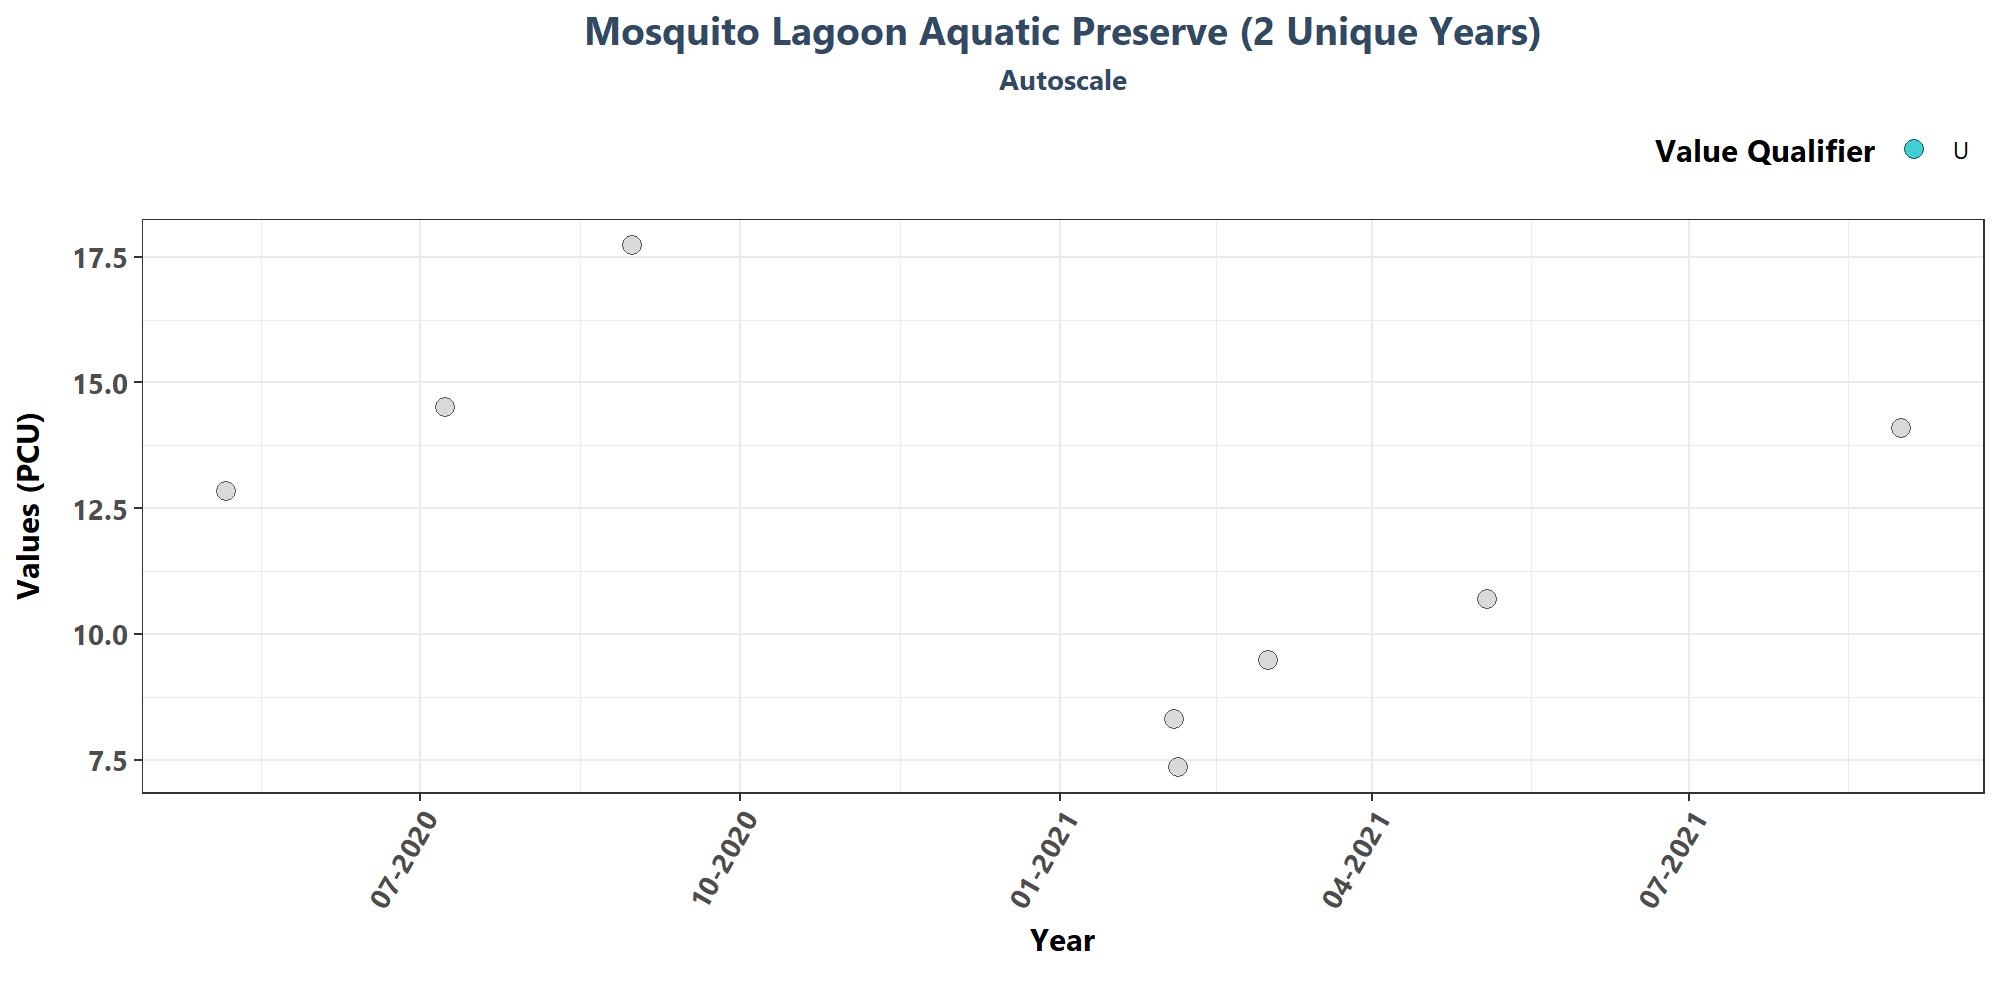 Mosquito Lagoon Aquatic Preserve (2 Unique Years)
Autoscale
Value Qualifier U
17.5
15.0
12.5
10.0
7.5
Values (PCU)
07-2020
10-2020
01-2021
04-2021
07-2021
Year